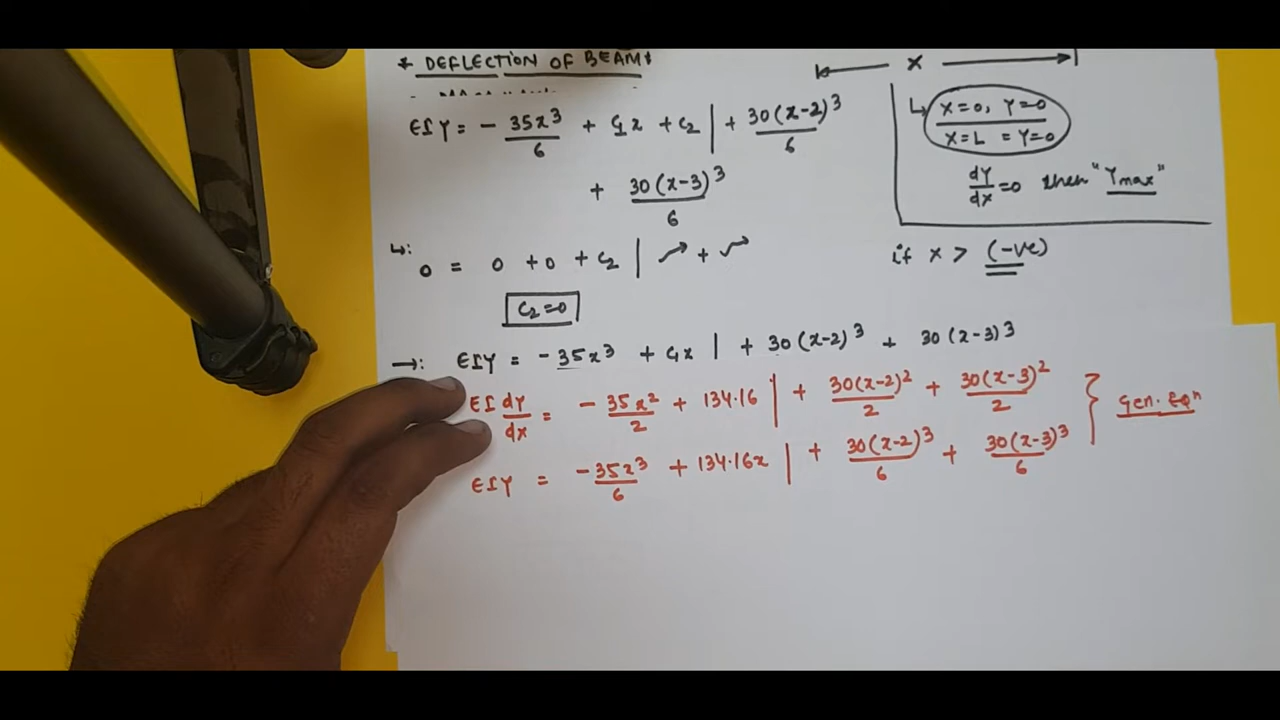 * DEFLECTION OF BEAM *
x
EIY = - 35x³/6 + C₁x + C₂ | + 30(x-2)³/6
+ 30(x-3)³/6
x=0, Y=0
x=L = Y=0
dY/dx = 0 then "Ymax"
if x > (-ve)
↳: 0 = 0 + 0 + C₂ | ↗ + ↗
C₂=0
→: EIY = -35x³ + C₁x | + 30(x-2)³ + 30(x-3)³
EI dY/dx = - 35x²/2 + 134.16 | + 30(x-2)²/2 + 30(x-3)²/2 } Gen. Eqⁿ
EIY = -35x³/6 + 134.16x | + 30(x-2)³/6 + 30(x-3)³/6